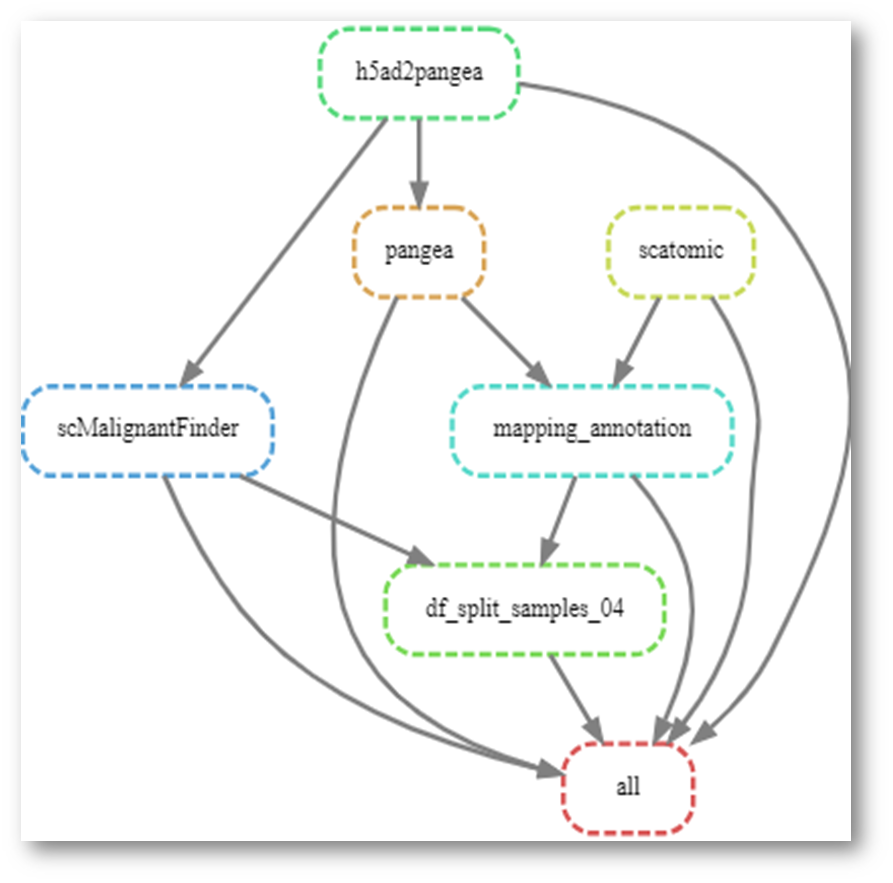 h5ad2pangea
pangea
scatomic
scMalignantFinder
mapping_annotation
df_split_samples_04
all